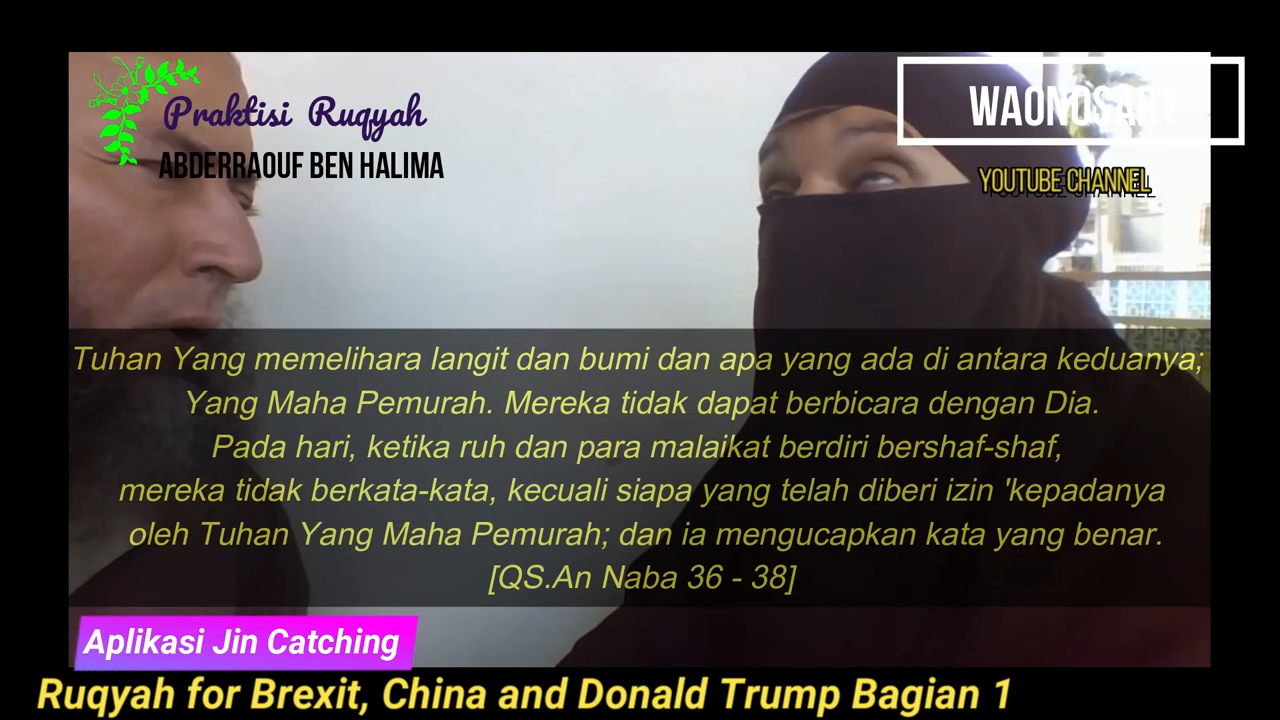 Praktisi Ruqyah
ABDERRAOUF BEN HALIMA
WAONOSARY
YOUTUBE CHANNEL
Tuhan Yang memelihara langit dan bumi dan apa yang ada di antara keduanya;
Yang Maha Pemurah. Mereka tidak dapat berbicara dengan Dia.
Pada hari, ketika ruh dan para malaikat berdiri bershaf-shaf,
mereka tidak berkata-kata, kecuali siapa yang telah diberi izin 'kepadanya
oleh Tuhan Yang Maha Pemurah; dan ia mengucapkan kata yang benar.
[QS.An Naba 36 - 38]
Aplikasi Jin Catching
Ruqyah for Brexit, China and Donald Trump Bagian 1